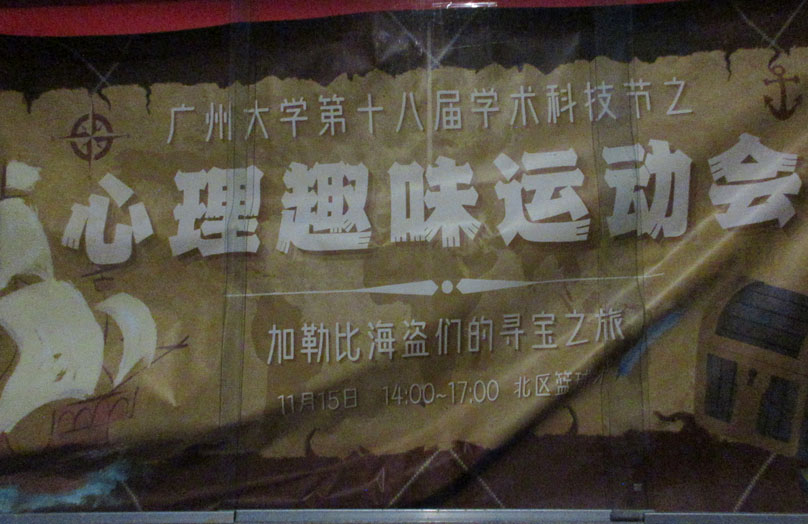 广州大学第十八届学术科技节之
心理趣味运动会
加勒比海盗们的寻宝之旅
11月15日 14:00~17:00 北区篮